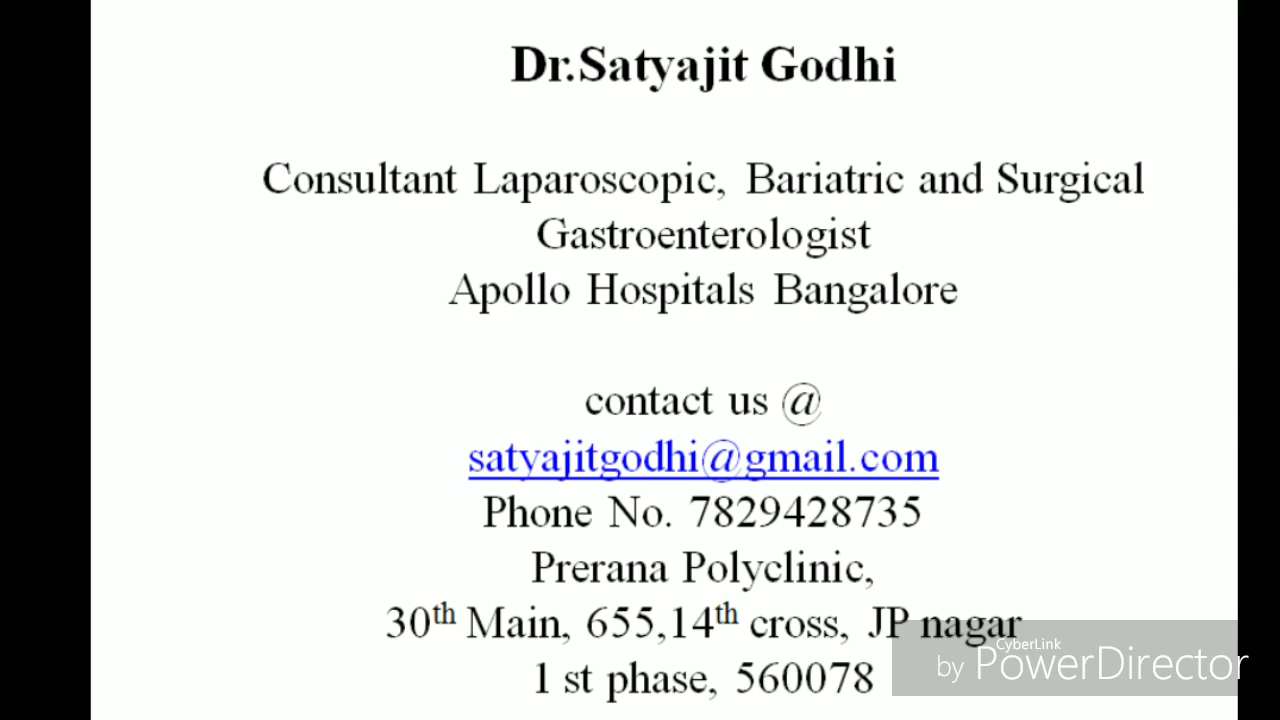 Dr.Satyajit Godhi
Consultant Laparoscopic, Bariatric and Surgical
Gastroenterologist
Apollo Hospitals Bangalore
contact us @
satyajitgodhi@gmail.com
Phone No. 7829428735
Prerana Polyclinic,
30th Main, 655,14th cross, JP nagar
1 st phase, 560078
CyberLink
by PowerDirector